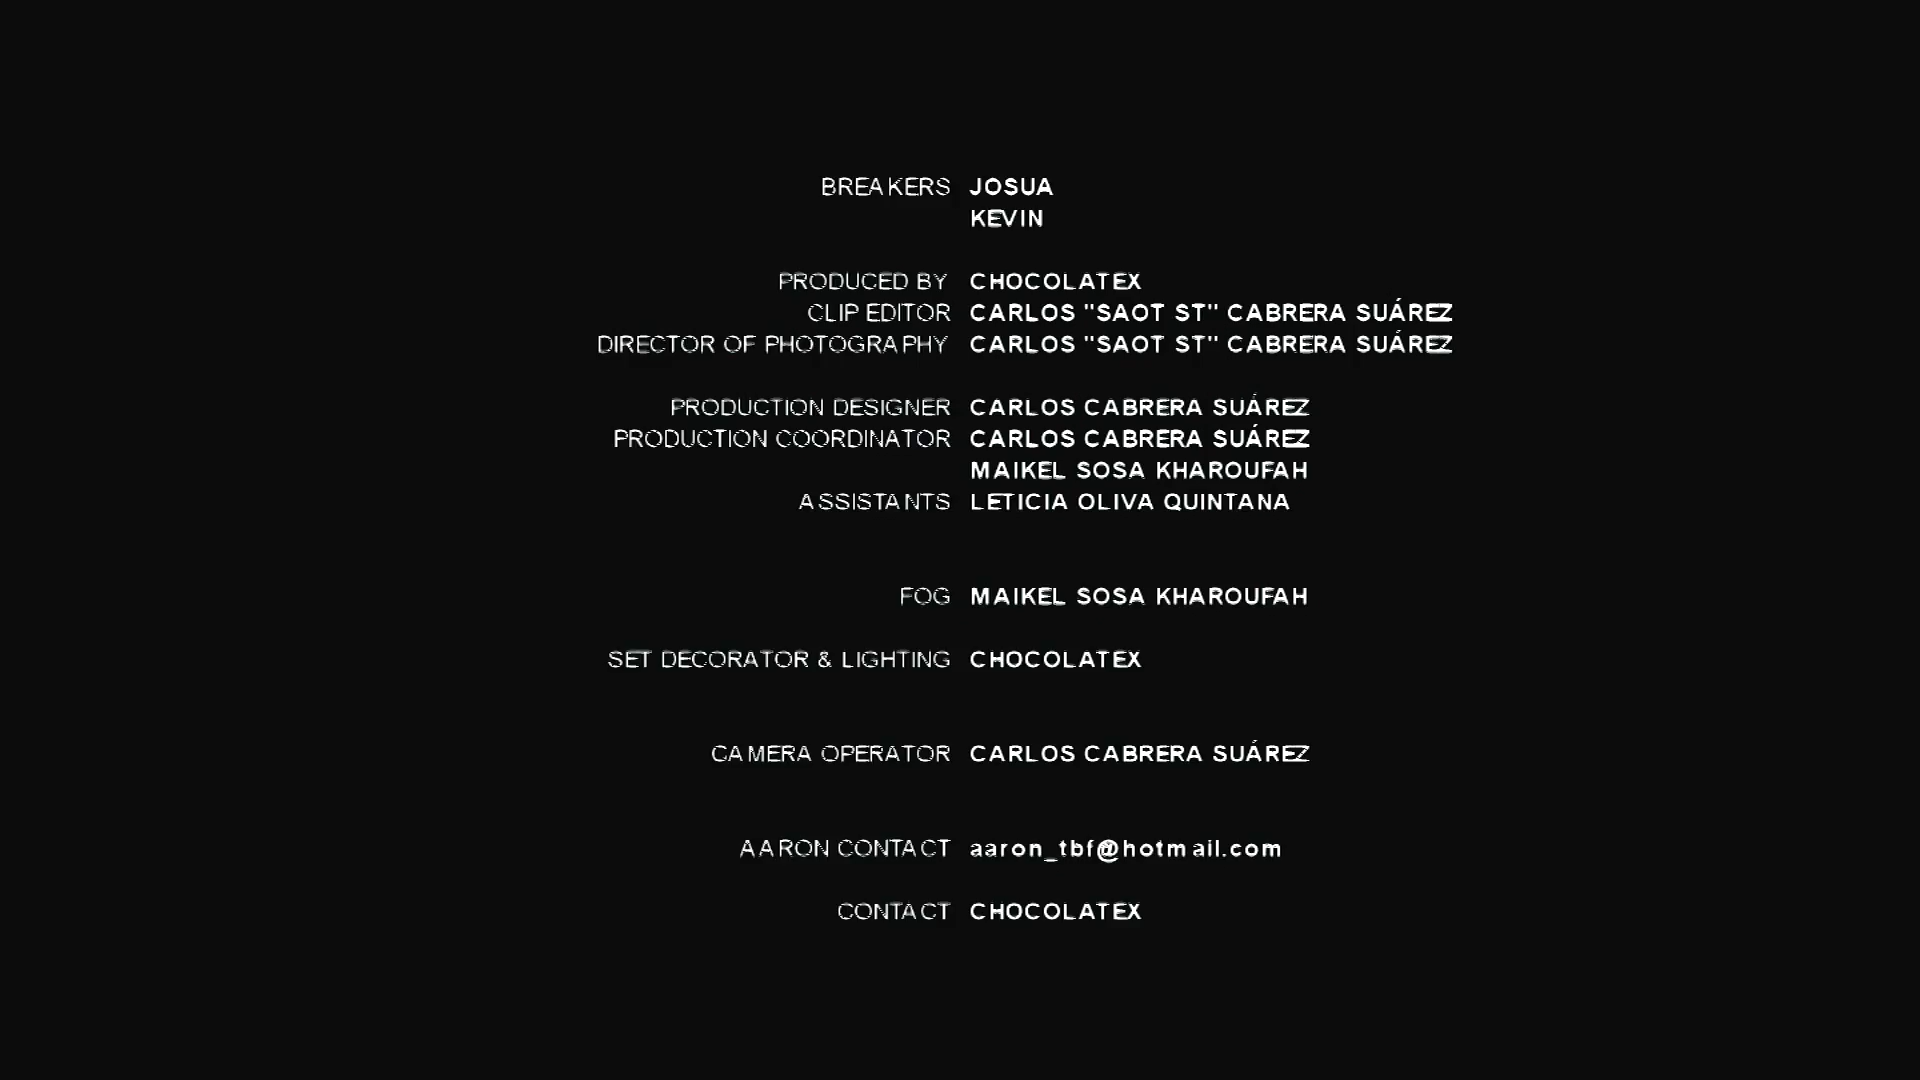 BREAKERS JOSUA
KEVIN
PRODUCED BY CHOCOLATEX
CLIP EDITOR CARLOS "SAOT ST" CABRERA SUÁREZ
DIRECTOR OF PHOTOGRAPHY CARLOS "SAOT ST" CABRERA SUÁREZ
PRODUCTION DESIGNER CARLOS CABRERA SUÁREZ
PRODUCTION COORDINATOR CARLOS CABRERA SUÁREZ
MAIKEL SOSA KHAROUFAH
ASSISTANTS LETICIA OLIVA QUINTANA
FOG MAIKEL SOSA KHAROUFAH
SET DECORATOR & LIGHTING CHOCOLATEX
CAMERA OPERATOR CARLOS CABRERA SUÁREZ
AARON CONTACT aaron_tbf@hotmail.com
CONTACT CHOCOLATEX